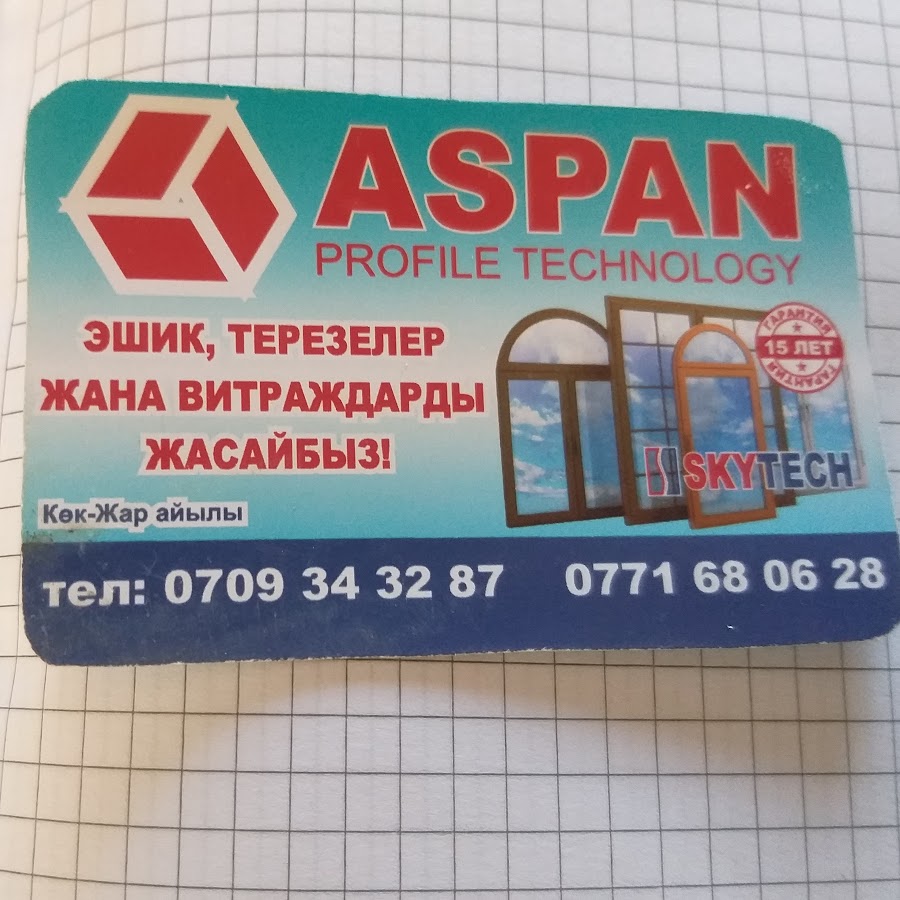 ASPAN
PROFILE TECHNOLOGY
ЭШИК, ТЕРЕЗЕЛЕР
ЖАНА ВИТРАЖДАРДЫ
ЖАСАЙБЫЗ!
ГАРАНТИЯ
15 ЛЕТ
ГАРАНТИЯ
SKYTECH
Көк-Жар айылы
тел: 0709 34 32 87 0771 68 06 28